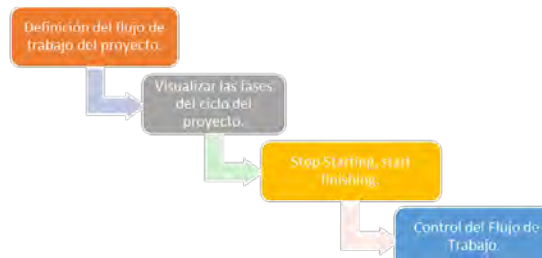 Definición del flujo de
trabajo del proyecto.
Visualizar las fases
del ciclo del
proyecto.
Stop Starting, start
finishing.
Control del Flujo de
Trabajo.